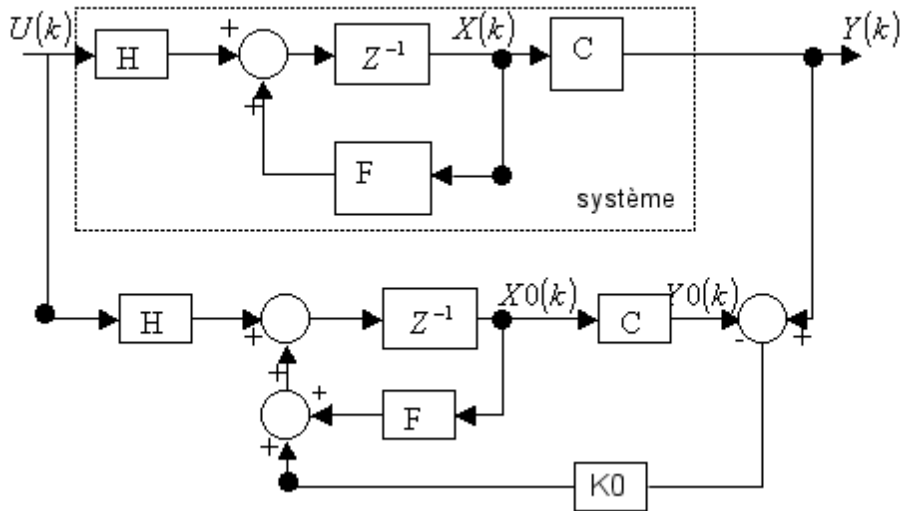 U(k) H + Z⁻¹ X(k) C Y(k)
+
F
système
H + Z⁻¹ X0(k) C Y0(k) - +
+
+ F
+
K0